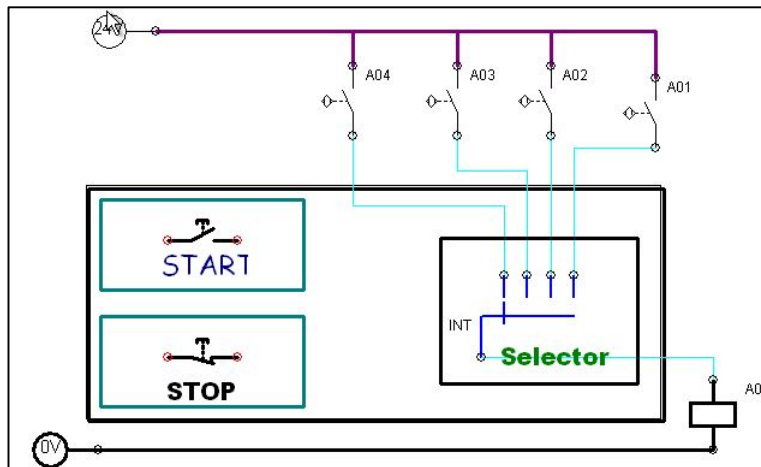 24V
A04
A03
A02
A01
START
INT
Selector
STOP
A0
0V